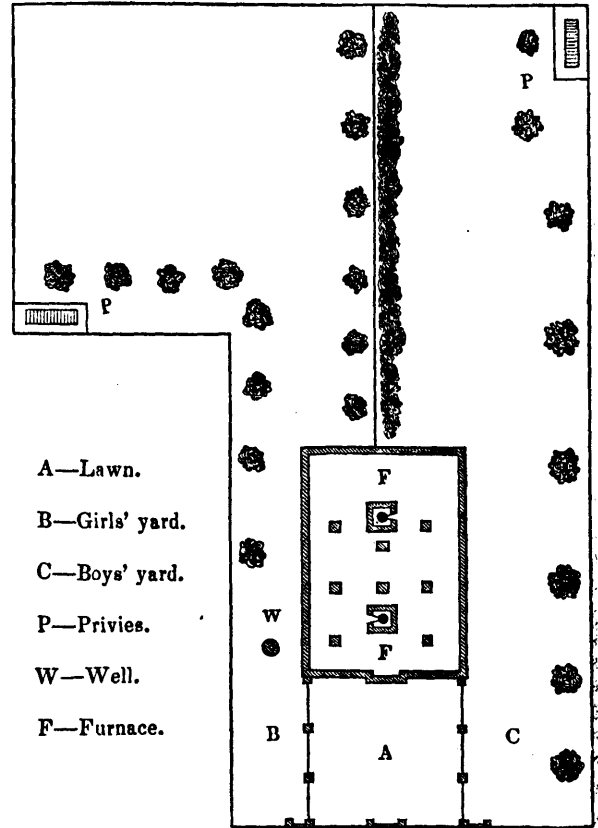 P
P
A—Lawn.
B—Girls' yard.
C—Boys' yard.
P—Privies.
W—Well.
F—Furnace.
F
W
F
B
A
C